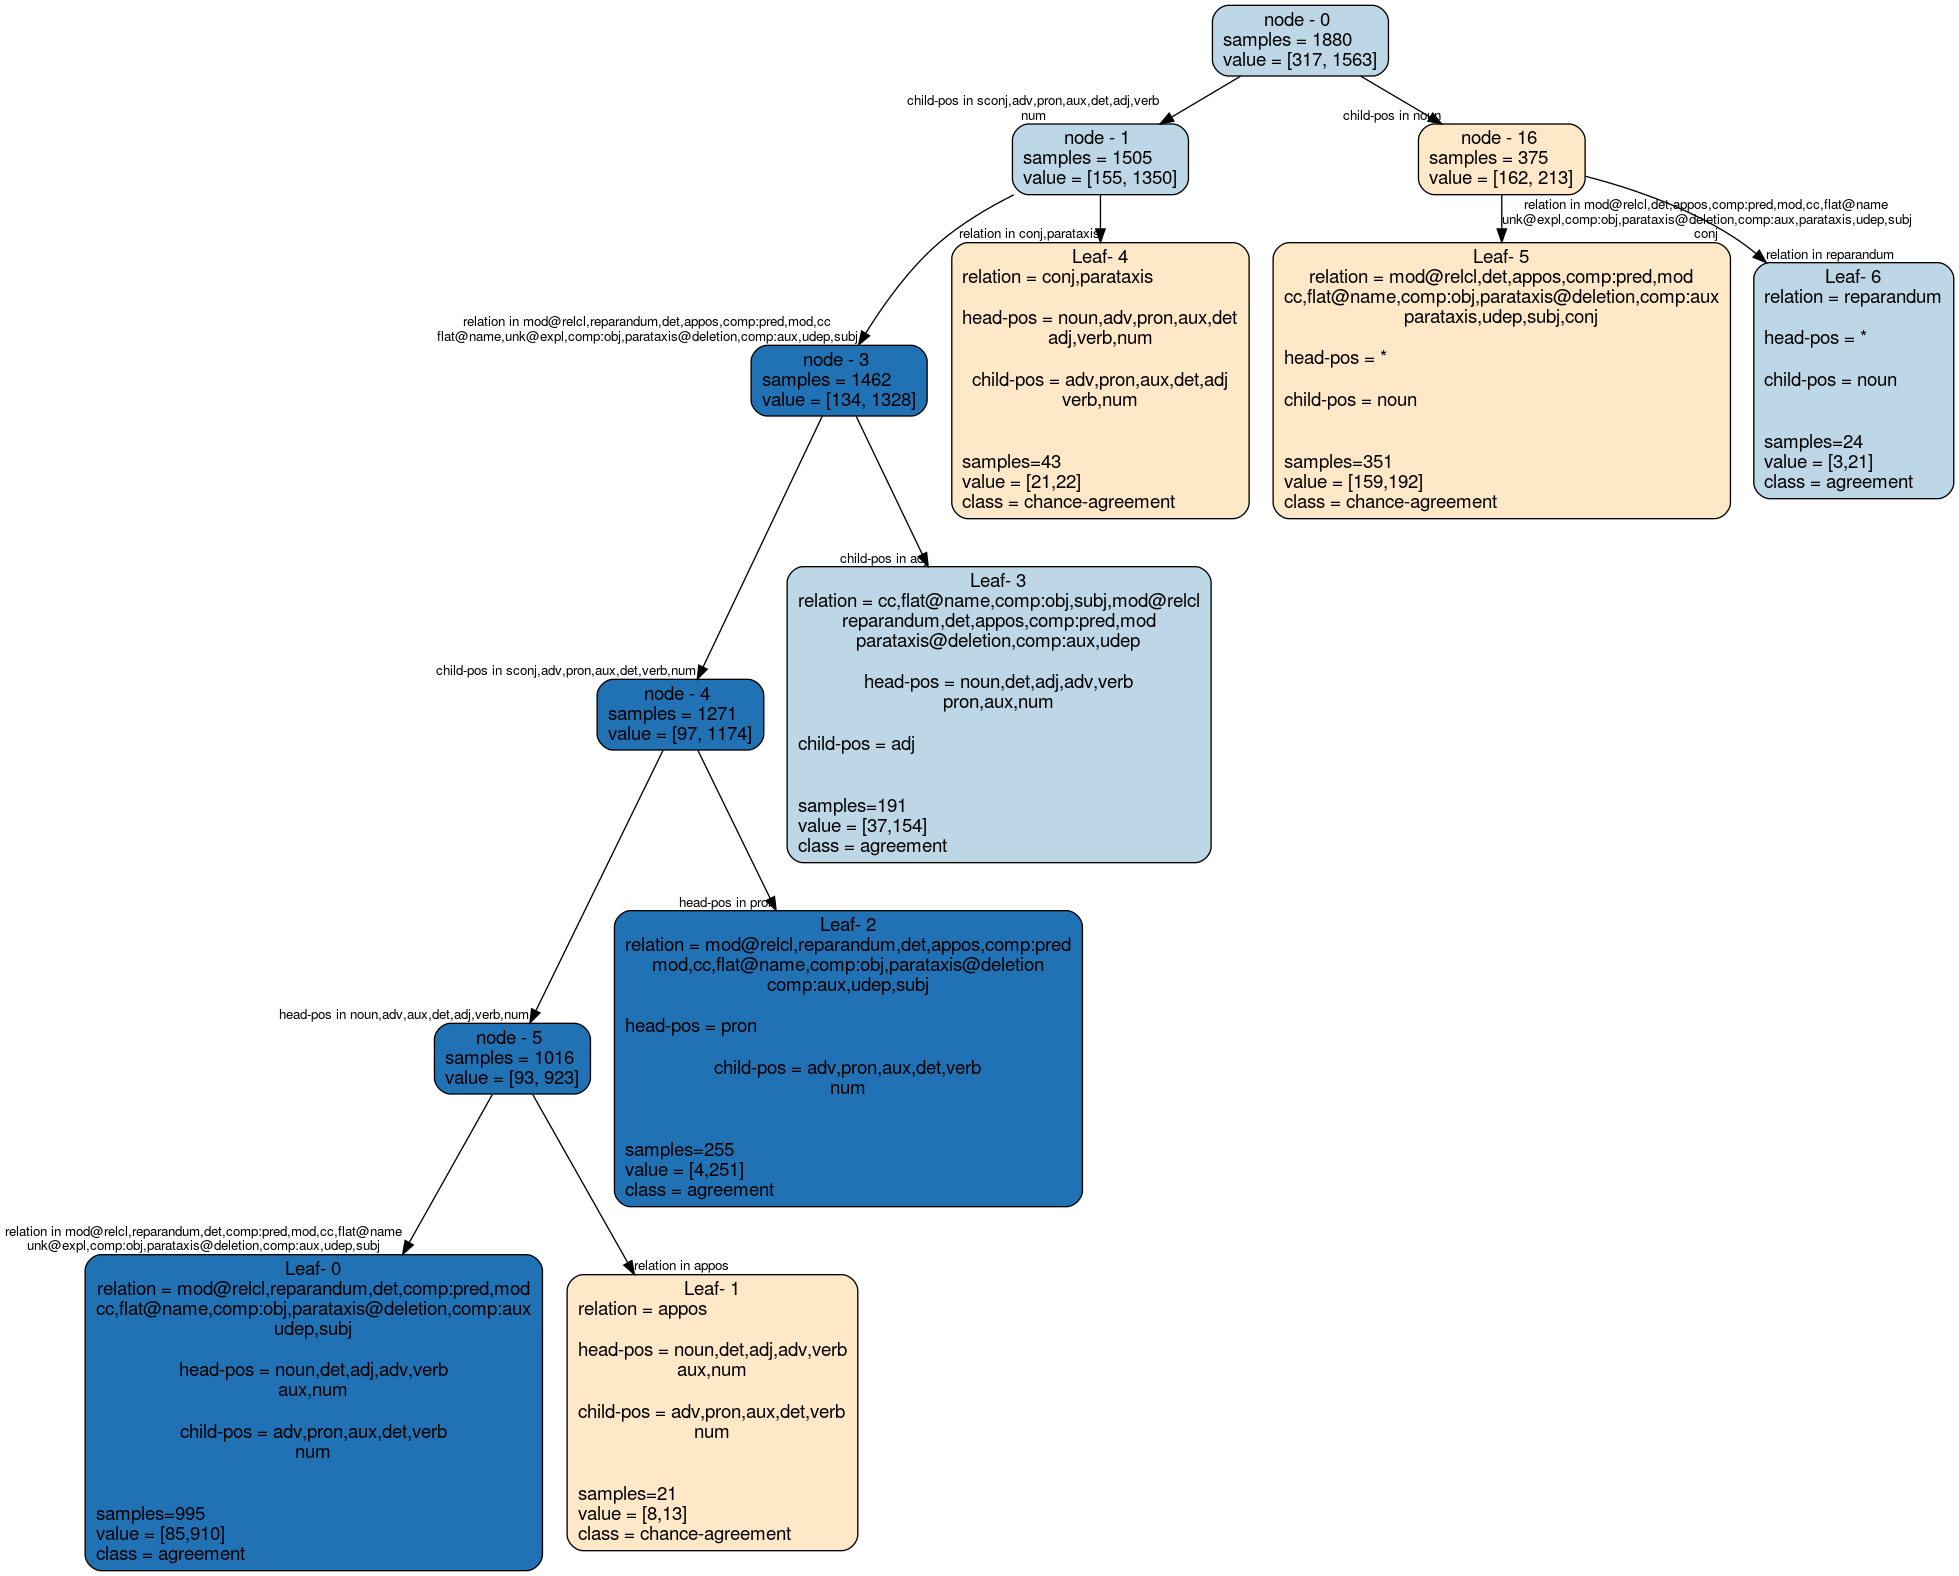 node - 0
samples = 1880
value = [317, 1563]
child-pos in sconj,adv,pron,aux,det,adj,verb
num
child-pos in noun
node - 1
samples = 1505
value = [155, 1350]
node - 16
samples = 375
value = [162, 213]
relation in mod@relcl,reparandum,det,appos,comp:pred,mod,cc
flat@name,unk@expl,comp:obj,parataxis@deletion,comp:aux,udep,subj
relation in conj,parataxis
relation in mod@relcl,det,appos,comp:pred,mod,cc,flat@name
unk@expl,comp:obj,parataxis@deletion,comp:aux,parataxis,udep,subj
conj
relation in reparandum
node - 3
samples = 1462
value = [134, 1328]
Leaf- 4
relation = conj,parataxis
head-pos = noun,adv,pron,aux,det
adj,verb,num
child-pos = adv,pron,aux,det,adj
verb,num
samples=43
value = [21,22]
class = chance-agreement
Leaf- 5
relation = mod@relcl,det,appos,comp:pred,mod
cc,flat@name,comp:obj,parataxis@deletion,comp:aux
parataxis,udep,subj,conj
head-pos = *
child-pos = noun
samples=351
value = [159,192]
class = chance-agreement
Leaf- 6
relation = reparandum
head-pos = *
child-pos = noun
samples=24
value = [3,21]
class = agreement
child-pos in sconj,adv,pron,aux,det,verb,num
child-pos in adj
node - 4
samples = 1271
value = [97, 1174]
Leaf- 3
relation = cc,flat@name,comp:obj,subj,mod@relcl
reparandum,det,appos,comp:pred,mod
parataxis@deletion,comp:aux,udep
head-pos = noun,det,adj,adv,verb
pron,aux,num
child-pos = adj
samples=191
value = [37,154]
class = agreement
head-pos in noun,adv,aux,det,adj,verb,num
head-pos in pron
node - 5
samples = 1016
value = [93, 923]
Leaf- 2
relation = mod@relcl,reparandum,det,appos,comp:pred
mod,cc,flat@name,comp:obj,parataxis@deletion
comp:aux,udep,subj
head-pos = pron
child-pos = adv,pron,aux,det,verb
num
samples=255
value = [4,251]
class = agreement
relation in mod@relcl,reparandum,det,comp:pred,mod,cc,flat@name
unk@expl,comp:obj,parataxis@deletion,comp:aux,udep,subj
relation in appos
Leaf- 0
relation = mod@relcl,reparandum,det,comp:pred,mod
cc,flat@name,comp:obj,parataxis@deletion,comp:aux
udep,subj
head-pos = noun,det,adj,adv,verb
aux,num
child-pos = adv,pron,aux,det,verb
num
samples=995
value = [85,910]
class = agreement
Leaf- 1
relation = appos
head-pos = noun,det,adj,adv,verb
aux,num
child-pos = adv,pron,aux,det,verb
num
samples=21
value = [8,13]
class = chance-agreement